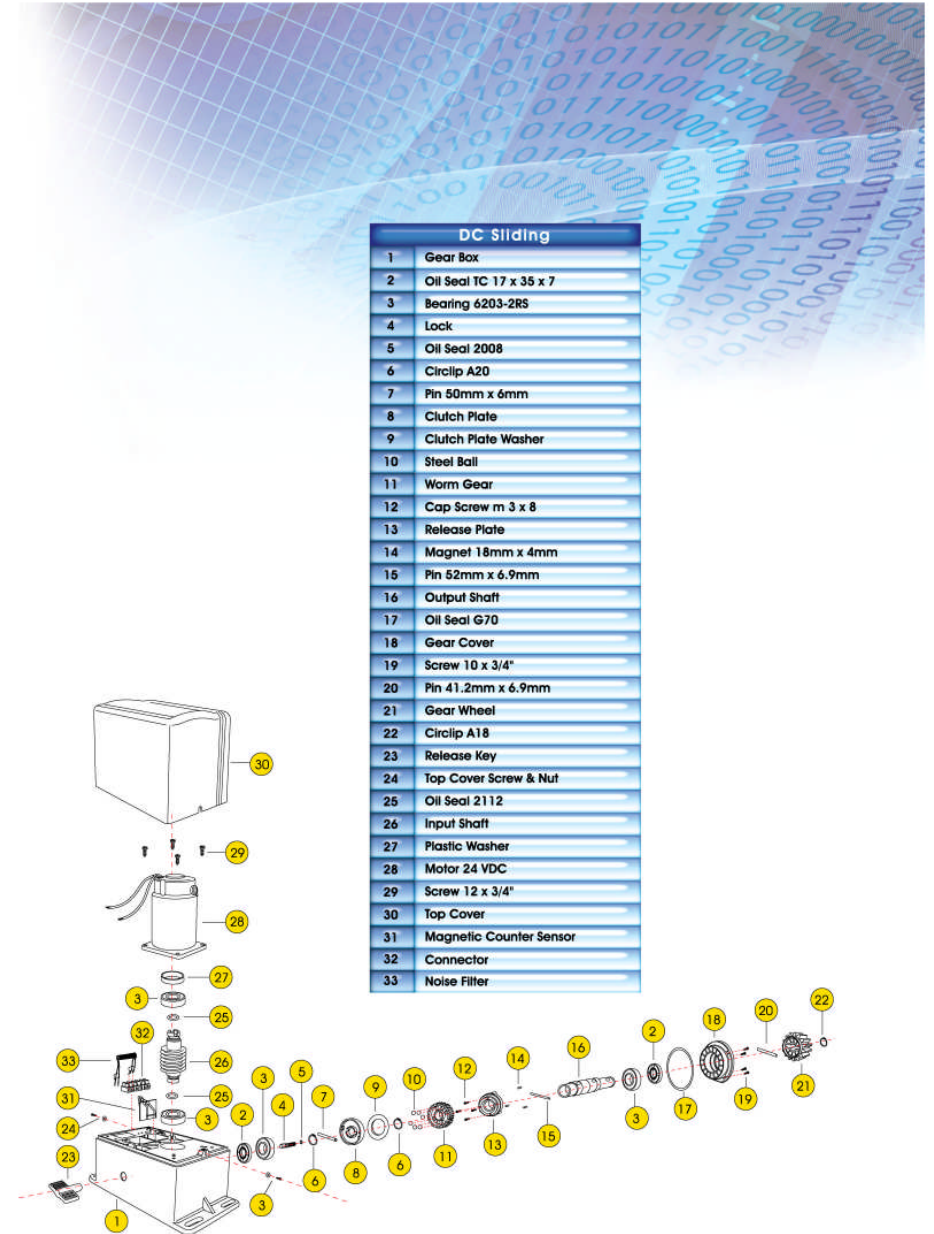 DC Sliding
1 Gear Box
2 Oil Seal TC 17 x 35 x 7
3 Bearing 6203-2RS
4 Lock
5 Oil Seal 2008
6 Circlip A20
7 Pin 50mm x 6mm
8 Clutch Plate
9 Clutch Plate Washer
10 Steel Ball
11 Worm Gear
12 Cap Screw m 3 x 8
13 Release Plate
14 Magnet 18mm x 4mm
15 Pin 52mm x 6.9mm
16 Output Shaft
17 Oil Seal G70
18 Gear Cover
19 Screw 10 x 3/4"
20 Pin 41.2mm x 6.9mm
21 Gear Wheel
22 Circlip A18
23 Release Key
24 Top Cover Screw & Nut
25 Oil Seal 2112
26 Input Shaft
27 Plastic Washer
28 Motor 24 VDC
29 Screw 12 x 3/4"
30 Top Cover
31 Magnetic Counter Sensor
32 Connector
33 Noise Filter
30
29
28
27
3
25
32
33
26
25
31
3
24
23
1
2
3
4
5
7
6
3
9
8
10
6
12
11
14
13
15
16
2
3
17
18
20
19
22
21